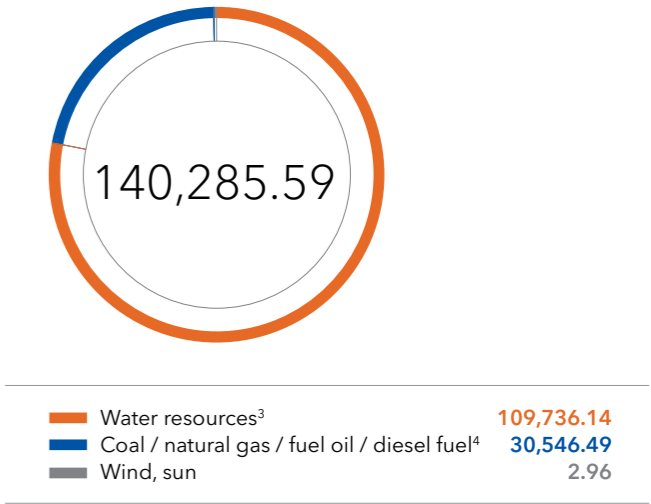 140,285.59
Water resources³ 109,736.14
Coal / natural gas / fuel oil / diesel fuel⁴ 30,546.49
Wind, sun 2.96